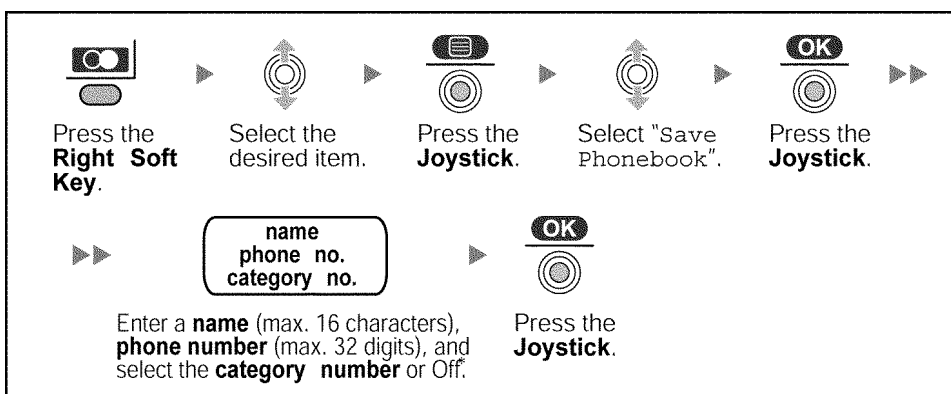 OK
Press the
Right Soft
Key.
Select the
desired item.
Press the
Joystick.
Select "Save
Phonebook".
Press the
Joystick.
name
phone no.
category no.
OK
Enter a name (max. 16 characters),
phone number (max. 32 digits), and
select the category number or Off*.
Press the
Joystick.